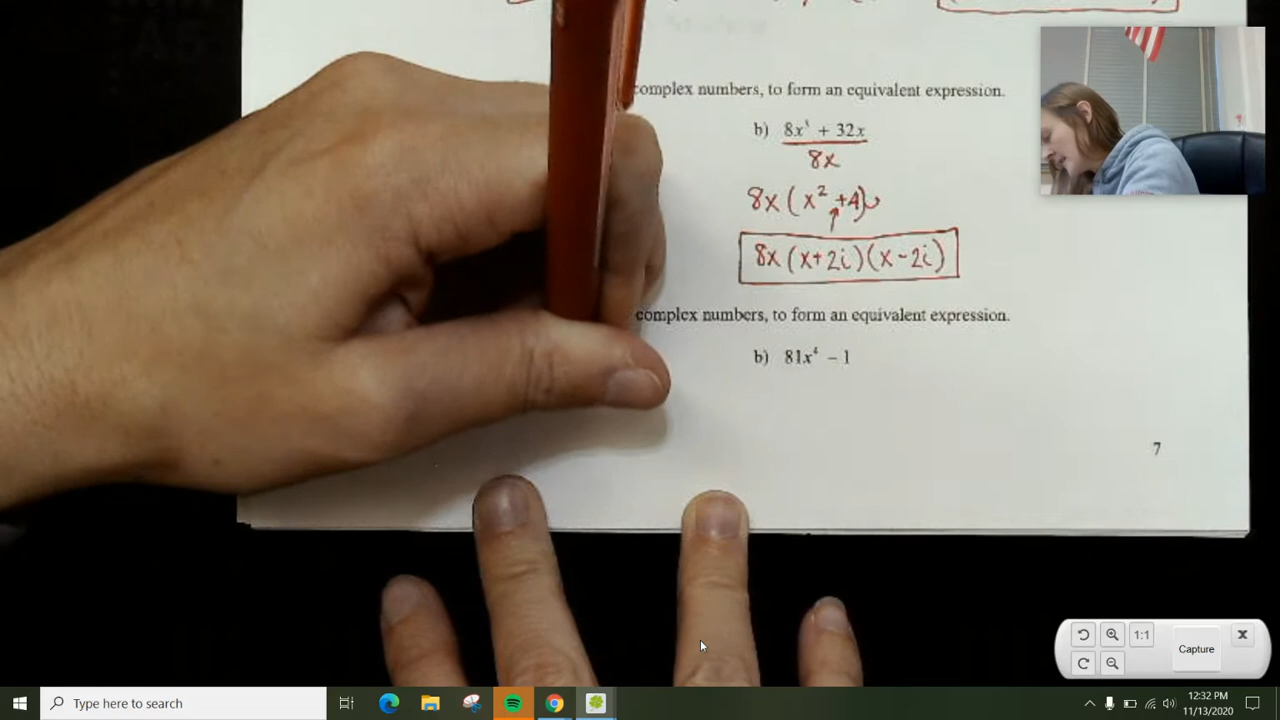 complex numbers, to form an equivalent expression.
b) 8x³ + 32x
8x
8x (x² +4)
8x (x+2i)(x-2i)
complex numbers, to form an equivalent expression.
b) 81x⁴ − 1
7
1:1
Capture
X
Type here to search
12:32 PM
11/13/2020